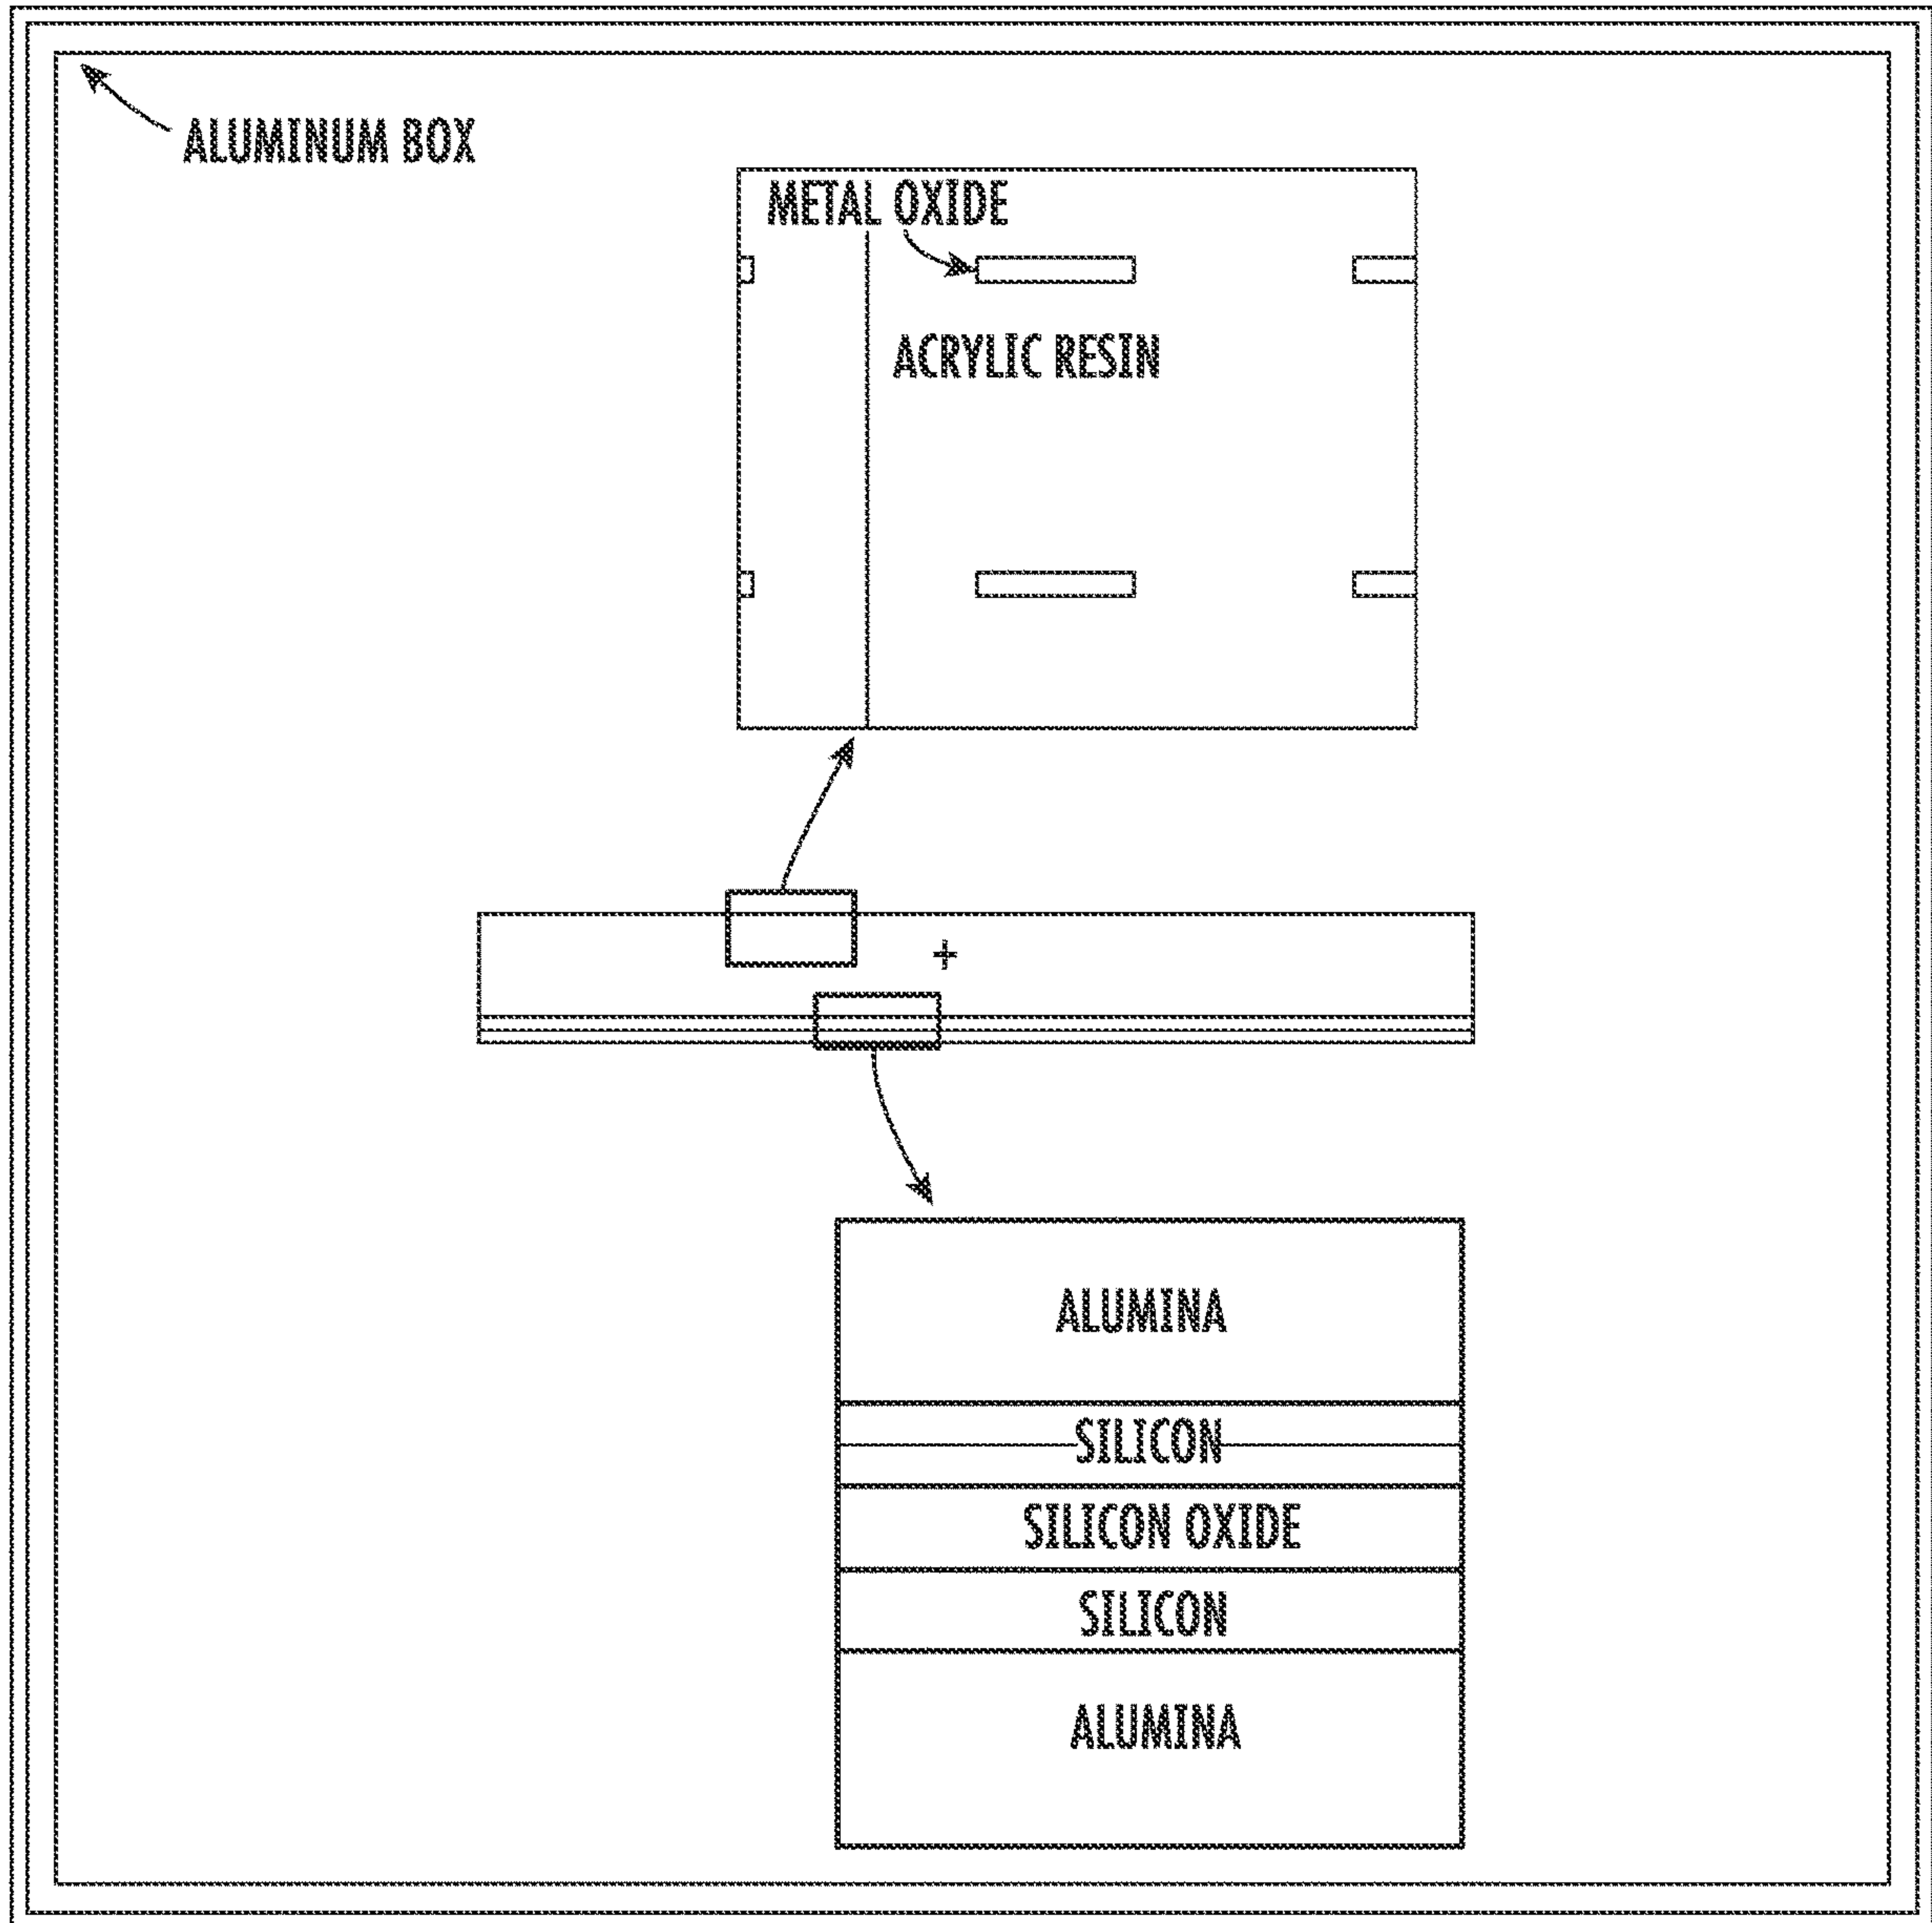 ALUMINUM BOX
METAL OXIDE
ACRYLIC RESIN
+
ALUMINA
SILICON
SILICON OXIDE
SILICON
ALUMINA